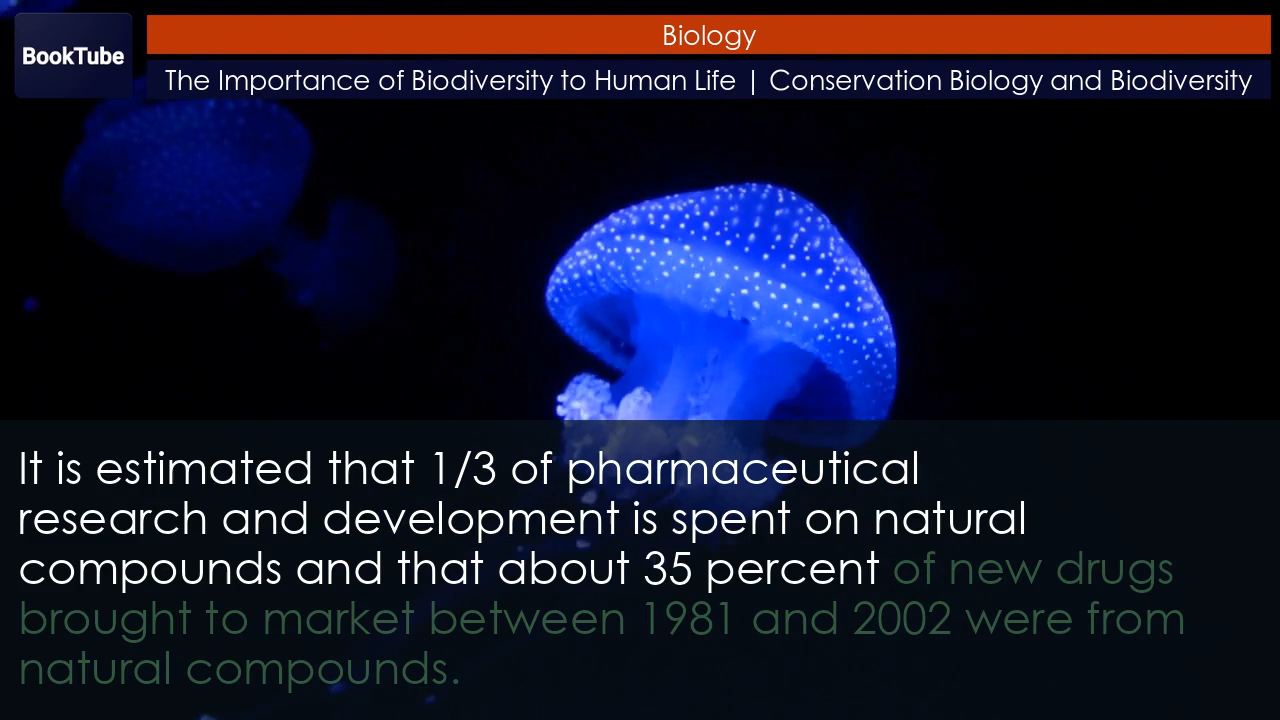 BookTube
Biology
The Importance of Biodiversity to Human Life | Conservation Biology and Biodiversity
It is estimated that 1/3 of pharmaceutical
research and development is spent on natural
compounds and that about 35 percent of new drugs
brought to market between 1981 and 2002 were from
natural compounds.